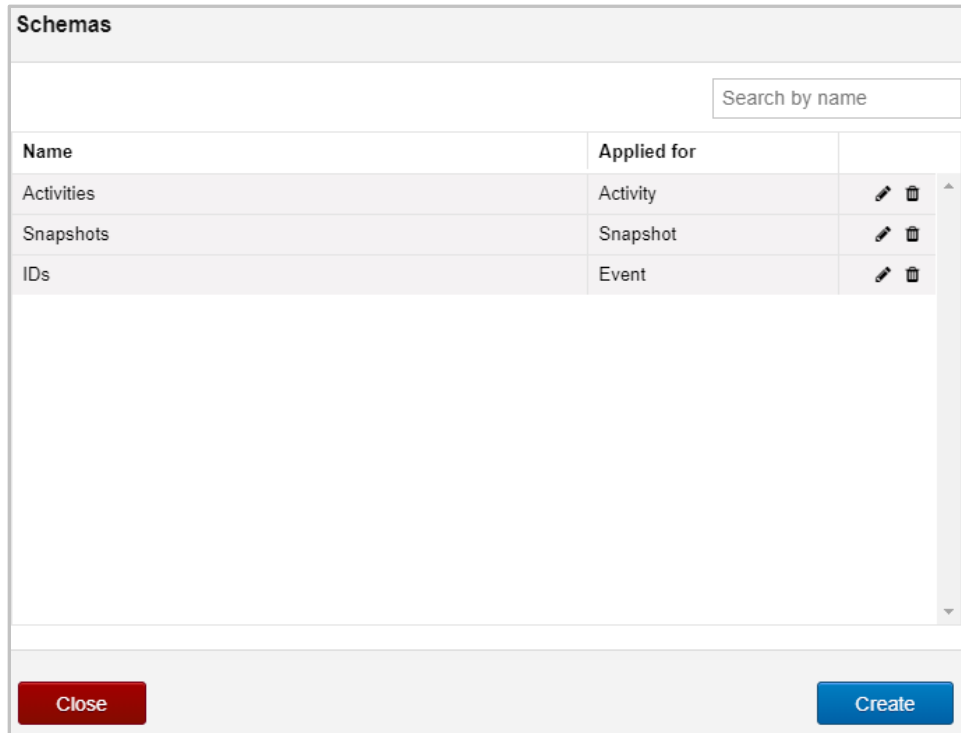 Schemas
Search by name
Name Applied for
Activities Activity
Snapshots Snapshot
IDs Event
Close Create